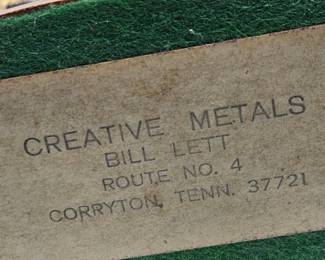 CREATIVE METALS
BILL LETT
ROUTE NO. 4
CORRYTON, TENN. 37721